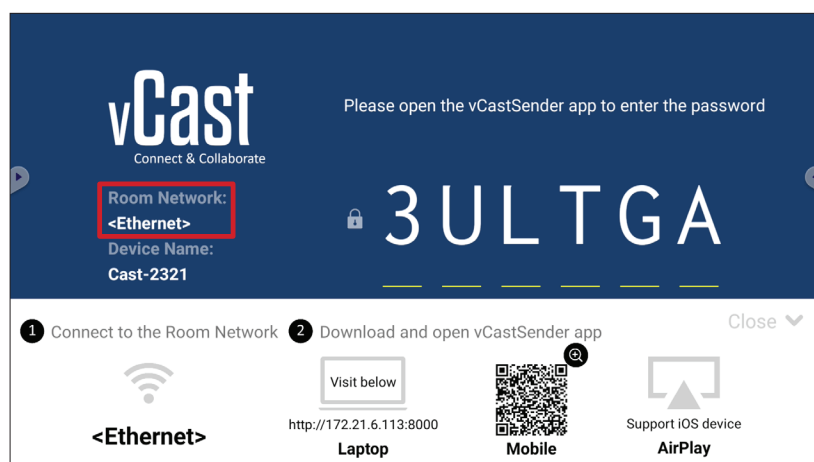 vCast
Connect & Collaborate
Please open the vCastSender app to enter the password
Room Network:
<Ethernet>
Device Name:
Cast-2321
3ULTGA
1 Connect to the Room Network
2 Download and open vCastSender app
Close
<Ethernet>
Visit below
http://172.21.6.113:8000
Laptop
Mobile
Support iOS device
AirPlay